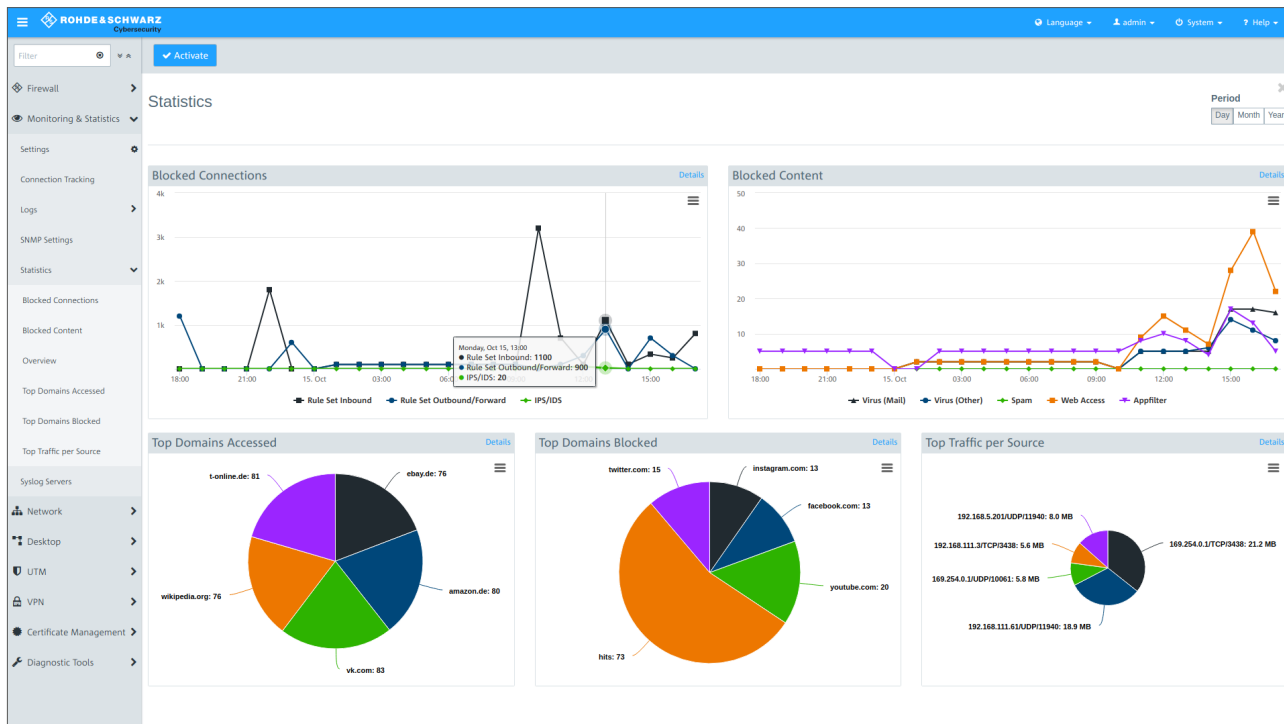 ROHDE & SCHWARZ
Cybersecurity
Language
admin
System
? Help
Filter
Activate
Firewall
Monitoring & Statistics
Settings
Connection Tracking
Logs
SNMP Settings
Statistics
Blocked Connections
Blocked Content
Overview
Top Domains Accessed
Top Domains Blocked
Top Traffic per Source
Syslog Servers
Network
Desktop
UTM
VPN
Certificate Management
Diagnostic Tools
Statistics
Period
Day Month Year
Blocked Connections
Details
4k
3k
2k
1k
18:00 21:00 15. Oct 03:00 15:00
Monday, Oct 15, 13:00
Rule Set Inbound: 1100
Rule Set Outbound/Forward: 900
IPS/IDS: 20
Rule Set Inbound Rule Set Outbound/Forward IPS/IDS
Blocked Content
Details
50
40
30
20
10
18:00 21:00 15. Oct 03:00 06:00 09:00 12:00 15:00
Virus (Mail) Virus (Other) Spam Web Access Appfilter
Top Domains Accessed
Details
t-online.de: 81
ebay.de: 76
wikipedia.org: 76
amazon.de: 80
vk.com: 83
Top Domains Blocked
Details
twitter.com: 15
instagram.com: 13
facebook.com: 13
youtube.com: 20
hits: 73
Top Traffic per Source
Details
192.168.5.201/UDP/11940: 8.0 MB
192.168.111.3/TCP/3438: 5.6 MB
169.254.0.1/TCP/3438: 21.2 MB
169.254.0.1/UDP/10061: 5.8 MB
192.168.111.61/UDP/11940: 18.9 MB